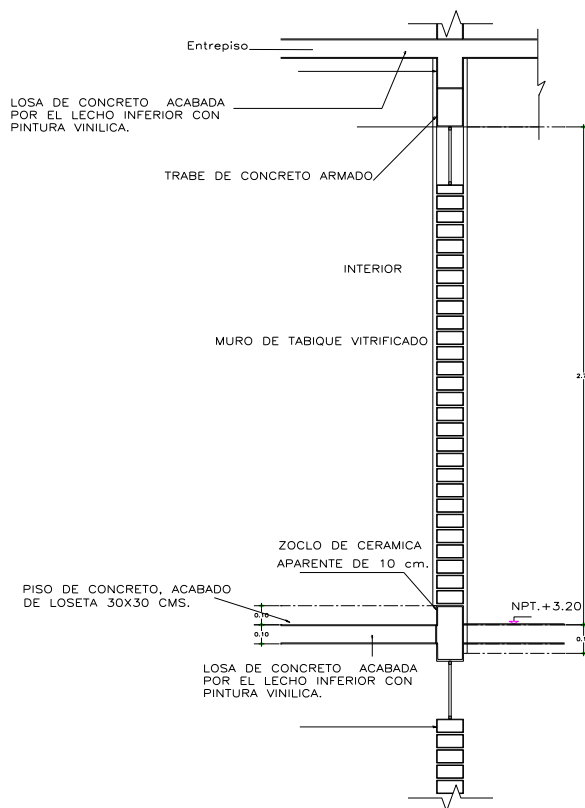 Entrepiso
LOSA DE CONCRETO ACABADA
POR EL LECHO INFERIOR CON
PINTURA VINILICA.
TRABE DE CONCRETO ARMADO
INTERIOR
MURO DE TABIQUE VITRIFICADO
ZOCLO DE CERAMICA
APARENTE DE 10 cm.
PISO DE CONCRETO, ACABADO
DE LOSETA 30X30 CMS.
NPT.+3.20
0.10
0.10
LOSA DE CONCRETO ACABADA
POR EL LECHO INFERIOR CON
PINTURA VINILICA.